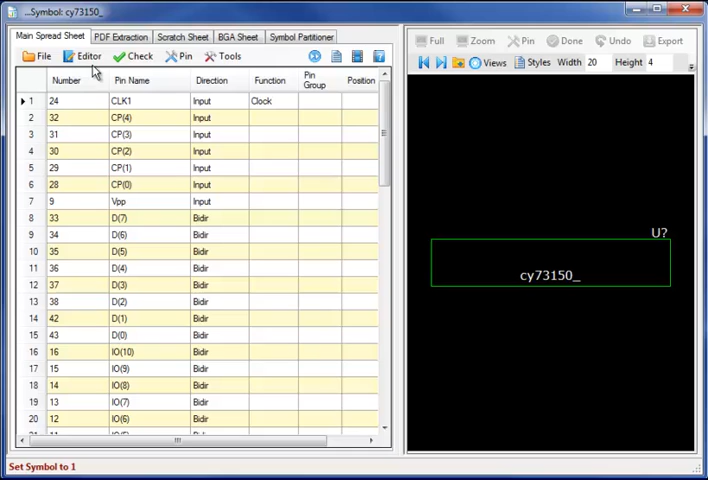 ...Symbol: cy73150_
Main Spread Sheet PDF Extraction Scratch Sheet BGA Sheet Symbol Partitioner
File Editor Check Pin Tools
Number Pin Name Direction Function Pin Group Position
1 24 CLK1 Input Clock
2 32 CP(4) Input
3 31 CP(3) Input
4 30 CP(2) Input
5 29 CP(1) Input
6 28 CP(0) Input
7 9 Vpp Input
8 33 D(7) Bidir
9 34 D(6) Bidir
10 35 D(5) Bidir
11 36 D(4) Bidir
12 37 D(3) Bidir
13 38 D(2) Bidir
14 42 D(1) Bidir
15 43 D(0) Bidir
16 16 IO(10) Bidir
17 15 IO(9) Bidir
18 14 IO(8) Bidir
19 13 IO(7) Bidir
20 12 IO(6) Bidir
Set Symbol to 1
Full Zoom Pin Done Undo Export
Views Styles Width 20 Height 4
U?
cy73150_